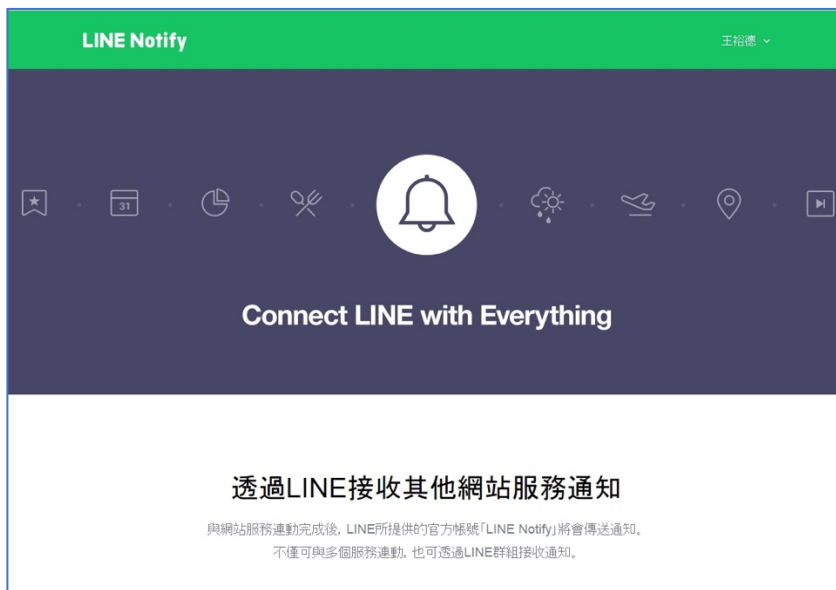 LINE Notify
王裕德
31
Connect LINE with Everything
透過LINE接收其他網站服務通知
與網站服務連動完成後, LINE所提供的官方帳號「LINE Notify」將會傳送通知。
不僅可與多個服務連動, 也可透過LINE群組接收通知。